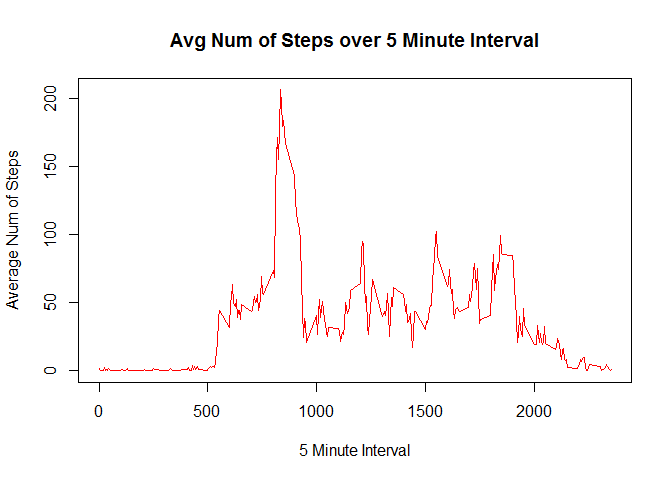 Avg Num of Steps over 5 Minute Interval
Average Num of Steps
200
150
100
50
0
0 500 1000 1500 2000
5 Minute Interval